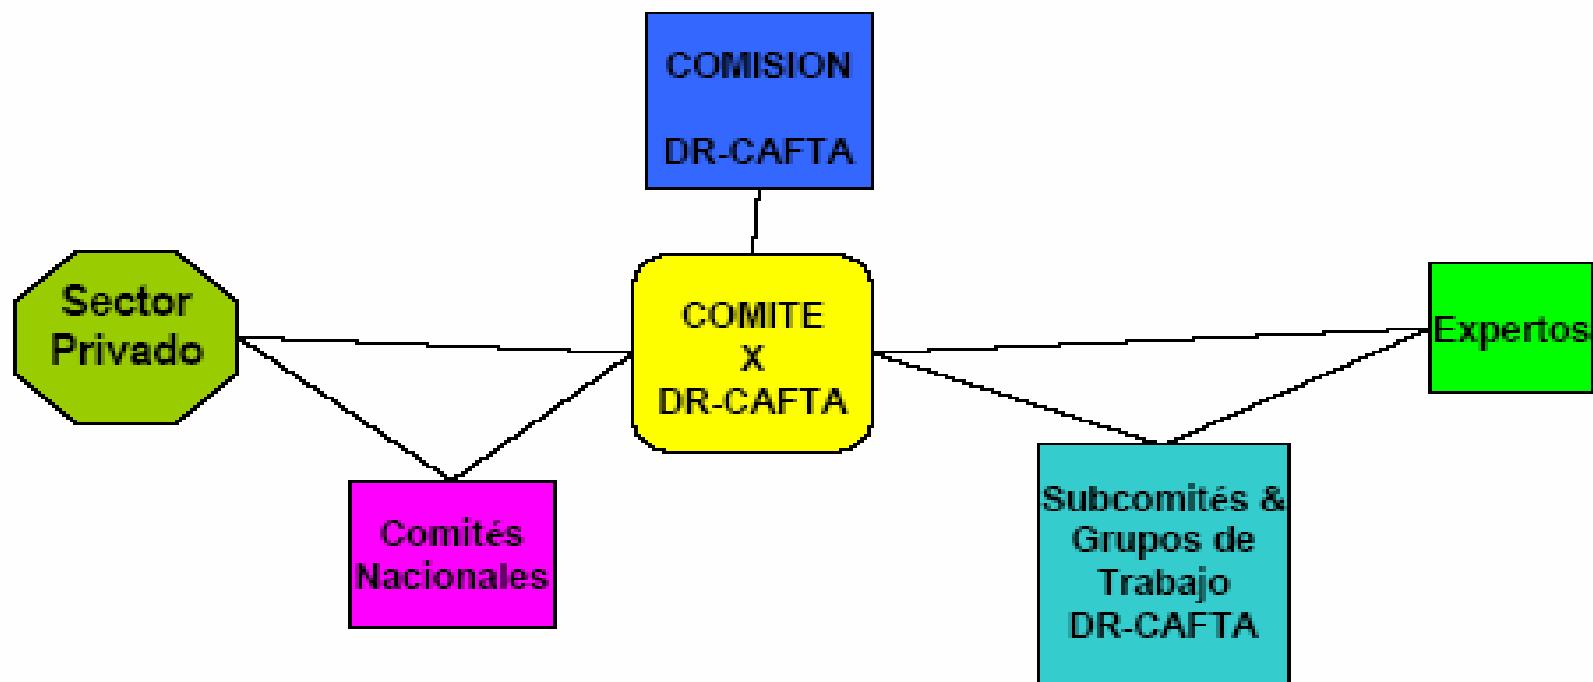 COMISION
DR-CAFTA
Sector
Privado
COMITE
X
DR-CAFTA
Expertos
Comités
Nacionales
Subcomités &
Grupos de
Trabajo
DR-CAFTA